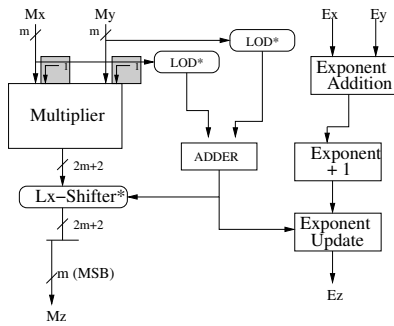 Mx
My
Ex
Ey
m
m
LOD*
LOD*
1
1
Exponent
Addition
Multiplier
ADDER
Exponent
+ 1
2m+2
Lx-Shifter*
2m+2
Exponent
Update
m (MSB)
Mz
Ez